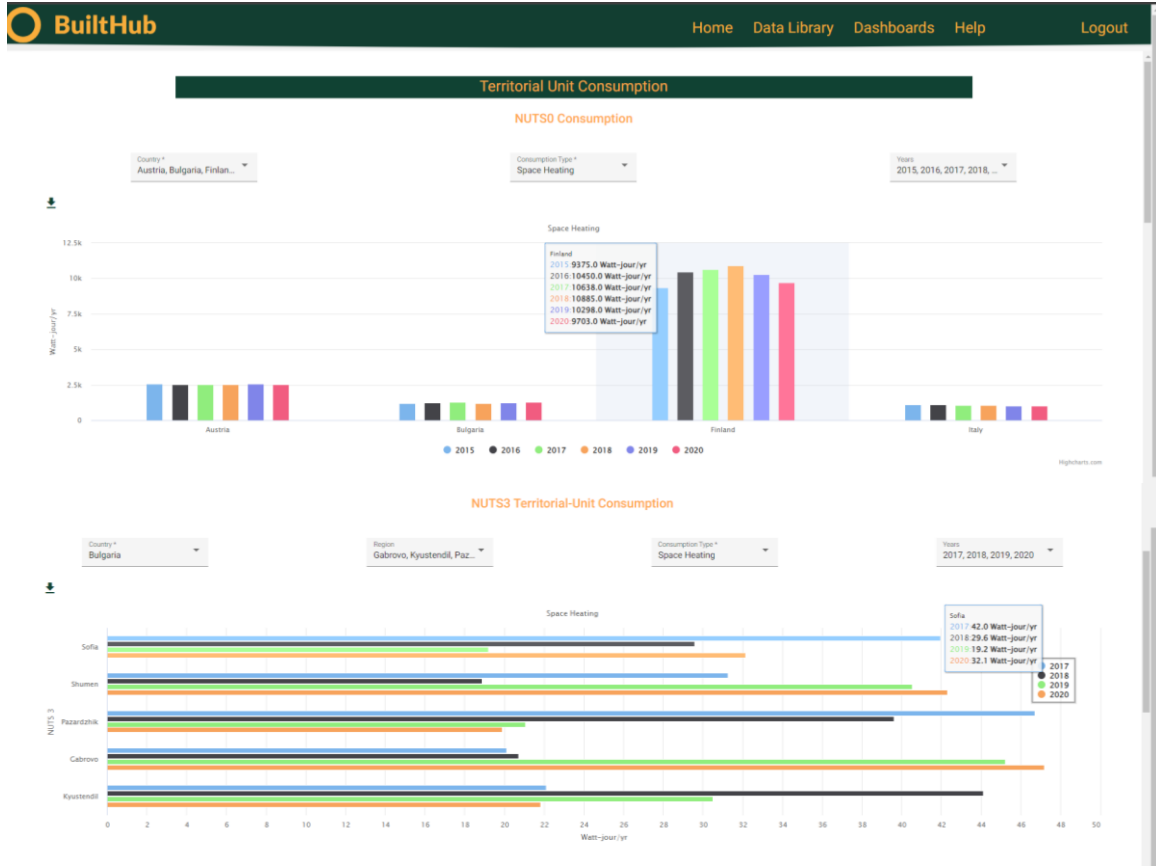 BuiltHub
Home Data Library Dashboards Help Logout
Territorial Unit Consumption
NUTS0 Consumption
Country *
Austria, Bulgaria, Finlan...
Consumption Type *
Space Heating
Years
2015, 2016, 2017, 2018, ...
Space Heating
12.5k
10k
7.5k
5k
2.5k
0
Watt-jour/yr
Finland
2015:9375.0 Watt-jour/yr
2016:10450.0 Watt-jour/yr
2017:10638.0 Watt-jour/yr
2018:10885.0 Watt-jour/yr
2019:10298.0 Watt-jour/yr
2020:9703.0 Watt-jour/yr
Austria Bulgaria Finland Italy
2015 2016 2017 2018 2019 2020
Highcharts.com
NUTS3 Territorial-Unit Consumption
Country *
Bulgaria
Region
Gabrovo, Kyustendil, Paz...
Consumption Type *
Space Heating
Years
2017, 2018, 2019, 2020
Space Heating
NUTS 3
Sofia
Shumen
Pazardzhik
Gabrovo
Kyustendil
Sofia
2017:42.0 Watt-jour/yr
2018:29.6 Watt-jour/yr
2019:19.2 Watt-jour/yr
2020:32.1 Watt-jour/yr
2017
2018
2019
2020
0 2 4 6 8 10 12 14 16 18 20 22 24 26 28 30 32 34 36 38 40 42 44 46 48 50
Watt-jour/yr